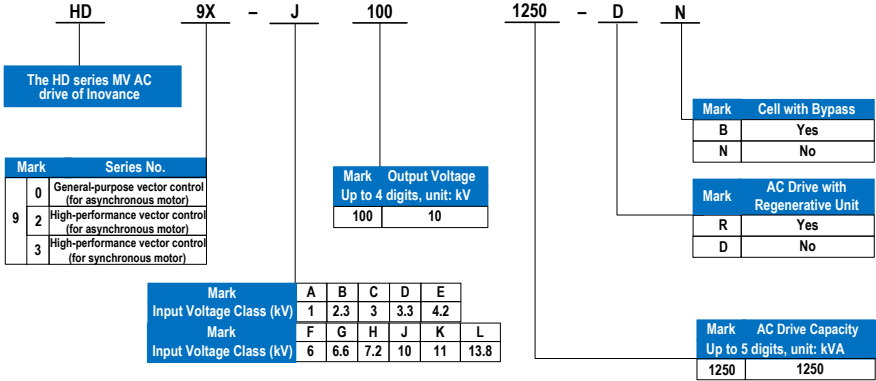 HD 9X – J 100 1250 – D N
The HD series MV AC
drive of Inovance
Mark Cell with Bypass
B Yes
N No
Mark Series No.
9
0 General-purpose vector control
(for asynchronous motor)
2 High-performance vector control
(for asynchronous motor)
3 High-performance vector control
(for synchronous motor)
Mark Output Voltage
Up to 4 digits, unit: kV
100 10
Mark AC Drive with
Regenerative Unit
R Yes
D No
Mark A B C D E
Input Voltage Class (kV) 1 2.3 3 3.3 4.2
Mark F G H J K L
Input Voltage Class (kV) 6 6.6 7.2 10 11 13.8
Mark AC Drive Capacity
Up to 5 digits, unit: kVA
1250 1250